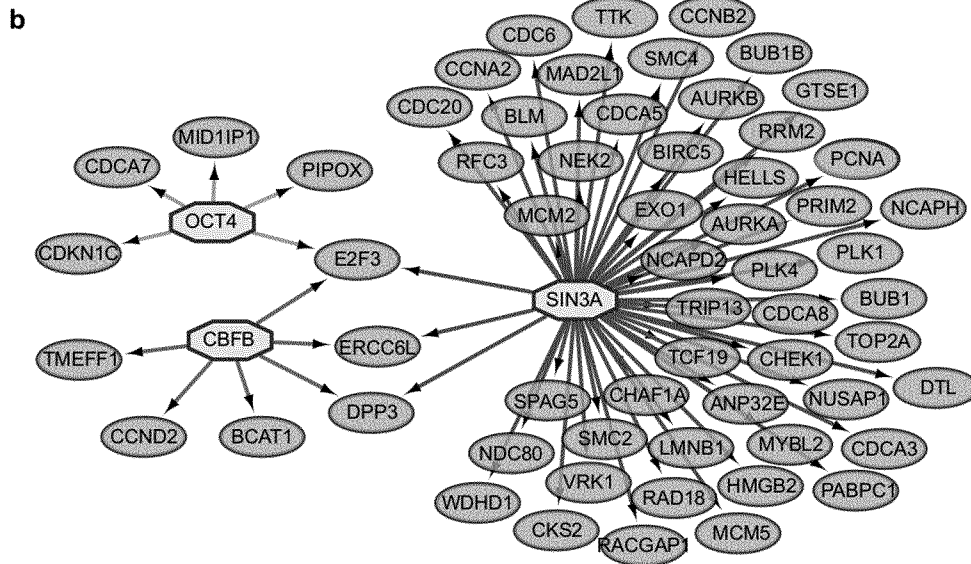 b
TTK
CCNB2
CDC6
SMC4
BUB1B
CCNA2
MAD2L1
GTSE1
CDC20
BLM
CDCA5
AURKB
MID1IP1
RRM2
CDCA7
PIPOX
RFC3
NEK2
BIRC5
PCNA
HELLS
OCT4
MCM2
EXO1
AURKA
PRIM2
NCAPH
CDKN1C
E2F3
NCAPD2
PLK4
PLK1
SIN3A
TRIP13
CDCA8
BUB1
CBFB
ERCC6L
TOP2A
TMEFF1
TCF19
CHEK1
DTL
DPP3
SPAG5
CHAF1A
ANP32E
NUSAP1
CCND2
BCAT1
SMC2
LMNB1
MYBL2
CDCA3
NDC80
VRK1
RAD18
HMGB2
PABPC1
WDHD1
CKS2
RACGAP1
MCM5